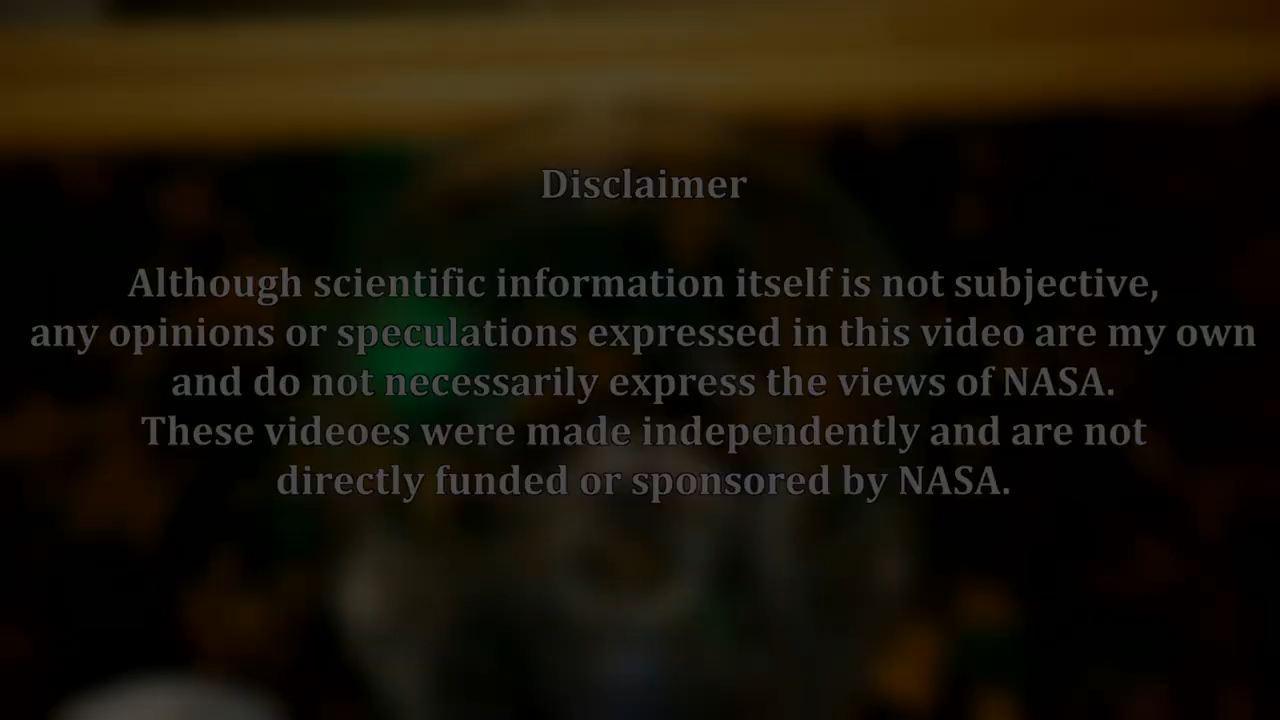 Disclaimer
Although scientific information itself is not subjective,
any opinions or speculations expressed in this video are my own
and do not necessarily express the views of NASA.
These videoes were made independently and are not
directly funded or sponsored by NASA.